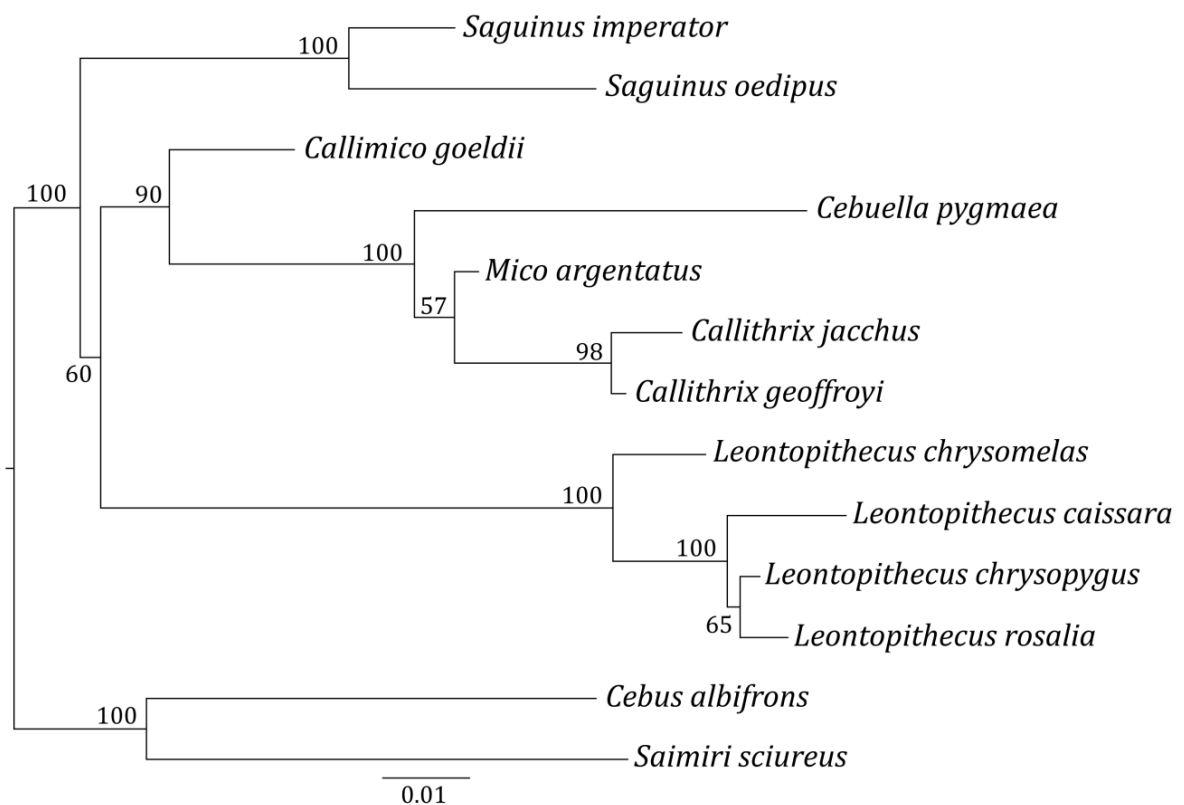 Saguinus imperator
100
Saguinus oedipus
Callimico goeldii
100
90
Cebuella pygmaea
100
Mico argentatus
57
Callithrix jacchus
98
60
Callithrix geoffroyi
Leontopithecus chrysomelas
100
Leontopithecus caissara
100
Leontopithecus chrysopygus
65
Leontopithecus rosalia
Cebus albifrons
100
Saimiri sciureus
0.01